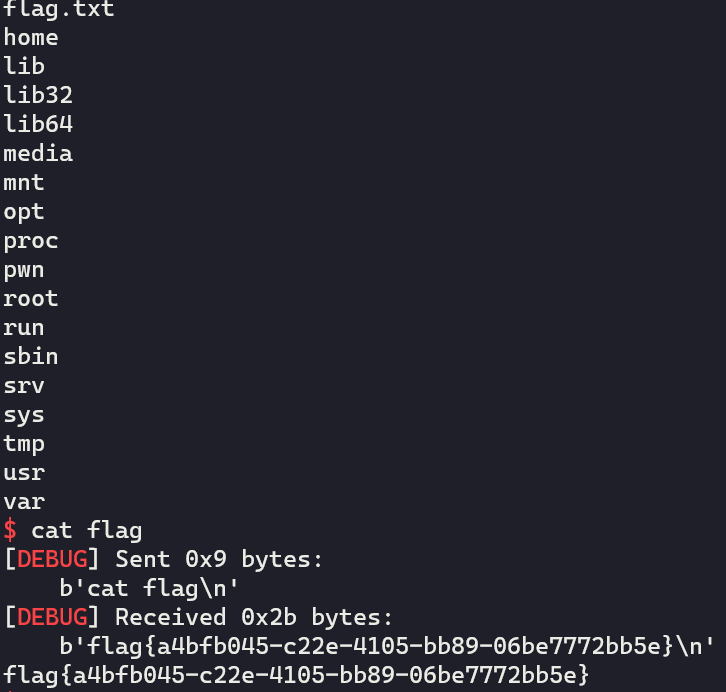 flag.txt
home
lib
lib32
lib64
media
mnt
opt
proc
pwn
root
run
sbin
srv
sys
tmp
usr
var
$ cat flag
[DEBUG] Sent 0x9 bytes:
    b'cat flag\n'
[DEBUG] Received 0x2b bytes:
    b'flag{a4bfb045-c22e-4105-bb89-06be7772bb5e}\n'
flag{a4bfb045-c22e-4105-bb89-06be7772bb5e}